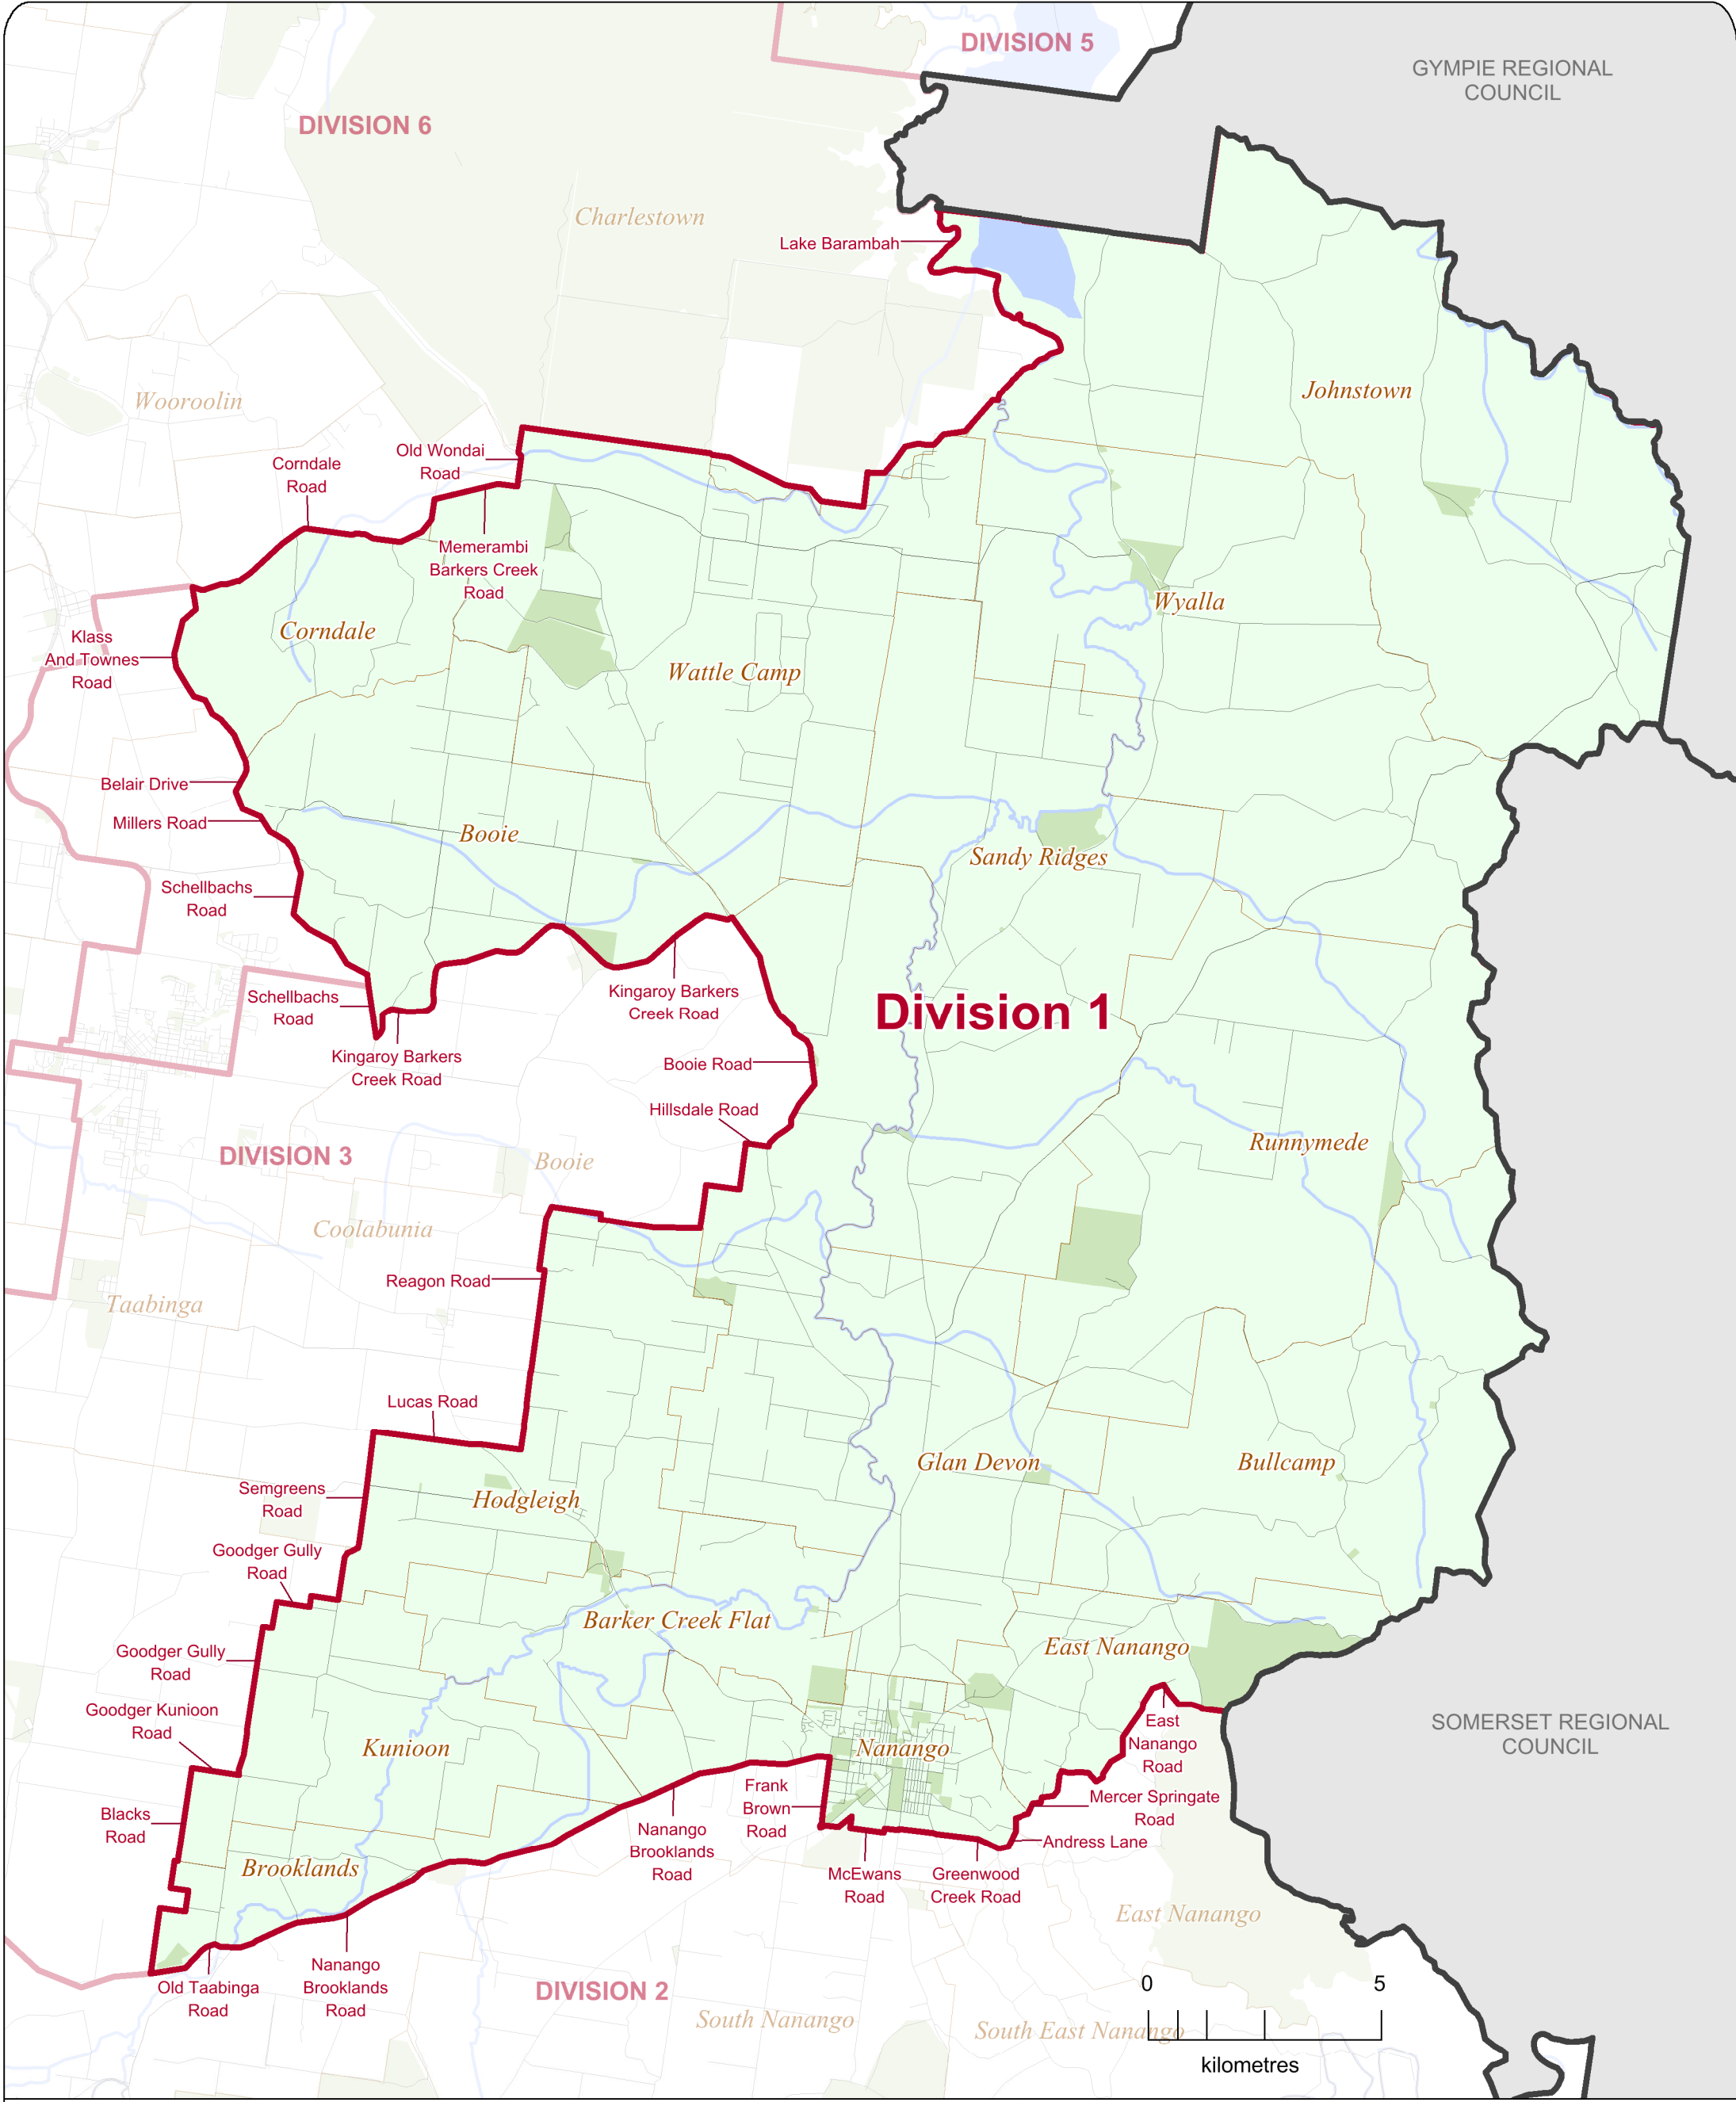 DIVISION 5
GYMPIE REGIONAL
COUNCIL
DIVISION 6
Charlestown
Lake Barambah
Johnstown
Wooroolin
Old Wondai
Road
Corndale
Road
Memerambi
Barkers Creek
Road
Wyalla
Corndale
Klass
And Townes
Road
Wattle Camp
Belair Drive
Millers Road
Booie
Sandy Ridges
Schellbachs
Road
Schellbachs
Road
Kingaroy Barkers
Creek Road
Division 1
Kingaroy Barkers
Creek Road
Booie Road
Hillsdale Road
DIVISION 3
Booie
Runnymede
Coolabunia
Reagon Road
Taabinga
Lucas Road
Glan Devon
Bullcamp
Semgreens
Road
Hodgleigh
Goodger Gully
Road
Barker Creek Flat
East Nanango
Goodger Gully
Road
Goodger Kunioon
Road
East
Nanango
Road
SOMERSET REGIONAL
COUNCIL
Kunioon
Nanango
Frank
Brown
Road
Mercer Springate
Road
Blacks
Road
Nanango
Brooklands
Road
Andress Lane
Brooklands
McEwans
Road
Greenwood
Creek Road
East Nanango
Nanango
Brooklands
Road
Old Taabinga
Road
DIVISION 2
South Nanango
South East Nanango
0 5
kilometres